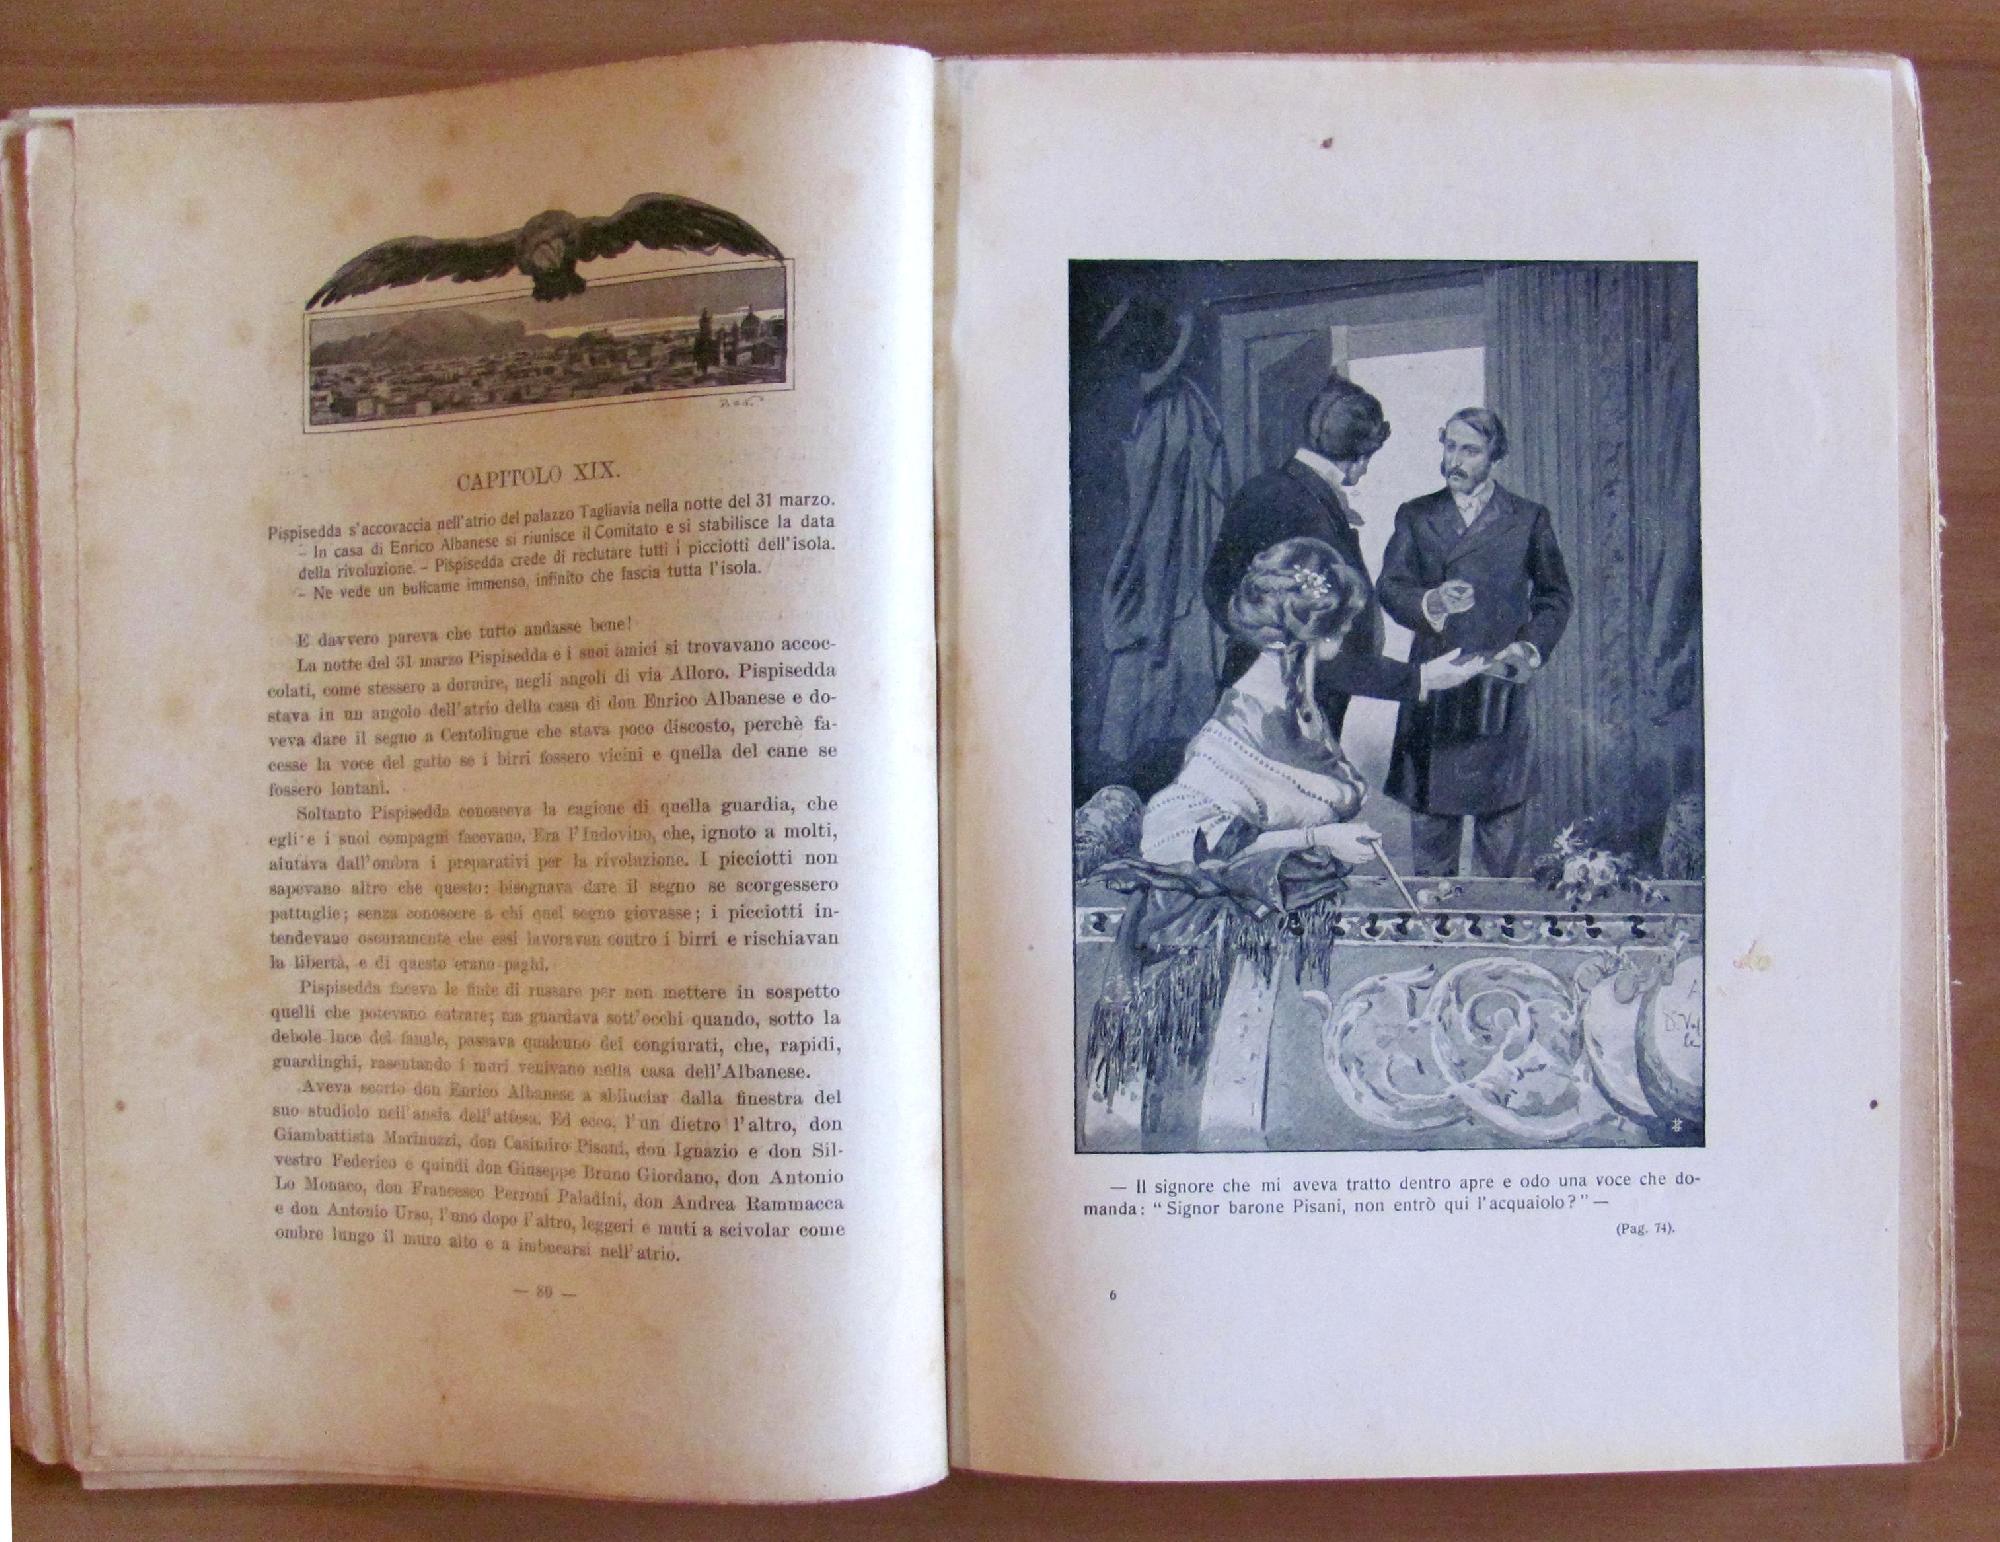 CAPITOLO XIX.
Pispisedda s'accovaccia nell'atrio del palazzo Tagliavia nella notte del 31 marzo.
– In casa di Enrico Albanese si riunisce il Comitato e si stabilisce la data
della rivoluzione. – Pispisedda crede di reclutare tutti i picciotti dell'isola.
– Ne vede un bulicame immenso, infinito che fascia tutta l'isola.
E davvero pareva che tutto andasse bene!
La notte del 31 marzo Pispisedda e i suoi amici si trovavano accoc-
colati, come stessero a dormire, negli angoli di via Alloro. Pispisedda
stava in un angolo dell'atrio della casa di don Enrico Albanese e do-
veva dare il segno a Centolingue che stava poco discosto, perchè fa-
cesse la voce del gatto se i birri fossero vicini e quella del cane se
fossero lontani.
Soltanto Pispisedda conosceva la cagione di quella guardia, che
egli e i suoi compagni facevano. Era l'Indovino, che, ignoto a molti,
aiutava dall'ombra i preparativi per la rivoluzione. I picciotti non
sapevano altro che questo: bisognava dare il segno se scorgessero
pattuglie; senza conoscere a chi quel segno giovasse; i picciotti in-
tendevano oscuramente che essi lavoravan contro i birri e rischiavan
la libertà, e di questo erano paghi.
Pispisedda faceva le finte di russare per non mettere in sospetto
quelli che potevano entrare; ma guardava sott'occhi quando, sotto la
debole luce del fanale, passava qualcuno dei congiurati, che, rapidi,
guardinghi, rasentando i muri venivano nella casa dell'Albanese.
Aveva scorto don Enrico Albanese a sbirciar dalla finestra del
suo studiolo nell'ansia dell'attesa. Ed ecco, l'un dietro l'altro, don
Giambattista Marinuzzi, don Casimiro Pisani, don Ignazio e don Sil-
vestro Federico e quindi don Giuseppe Bruno Giordano, don Antonio
Lo Monaco, don Francesco Perroni Paladini, don Andrea Rammacca
e don Antonio Urso, l'uno dopo l'altro, leggeri e muti a scivolar come
ombre lungo il muro alto e a imbucarsi nell'atrio.
— 80 —
— Il signore che mi aveva tratto dentro apre e odo una voce che do-
manda: “Signor barone Pisani, non entrò qui l'acquaiolo?” —
(Pag. 74).
6